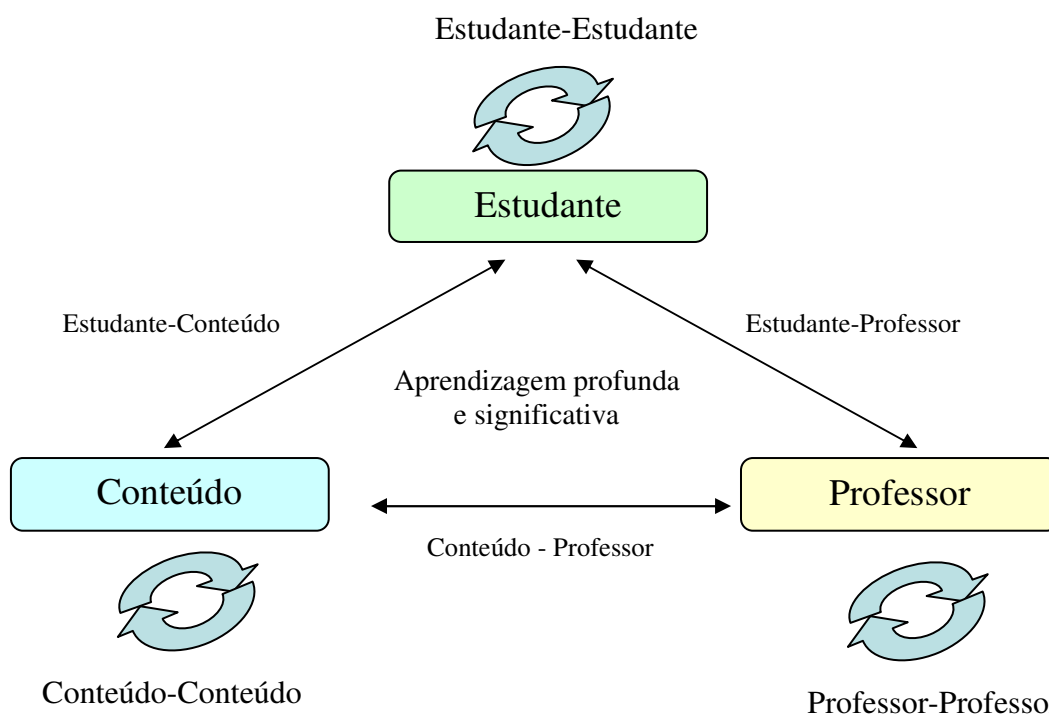 Estudante-Estudante
Estudante
Estudante-Conteúdo
Estudante-Professor
Aprendizagem profunda
e significativa
Conteúdo
Professor
Conteúdo - Professor
Conteúdo-Conteúdo
Professor-Professo